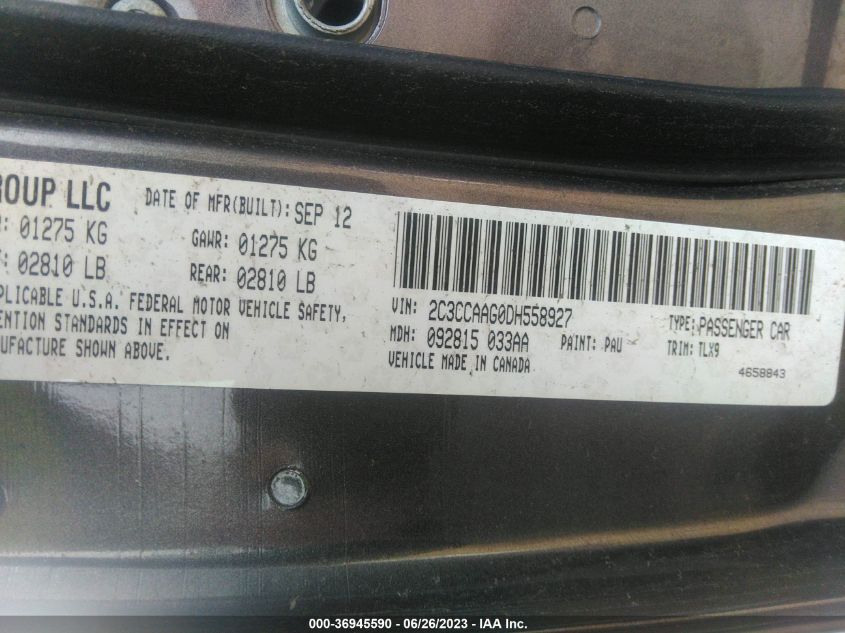 GROUP LLC DATE OF MFR(BUILT): SEP 12
01275 KG GAWR: 01275 KG
02810 LB REAR: 02810 LB
PLICABLE U.S.A. FEDERAL MOTOR VEHICLE SAFETY,
ENTION STANDARDS IN EFFECT ON
NUFACTURE SHOWN ABOVE.
VIN: 2C3CCAAG0DH558927 TYPE: PASSENGER CAR
MDH: 092815 033AA PAINT: PAU TRIM: TLX9
VEHICLE MADE IN CANADA 4658843
000-36945590 - 06/26/2023 - IAA Inc.